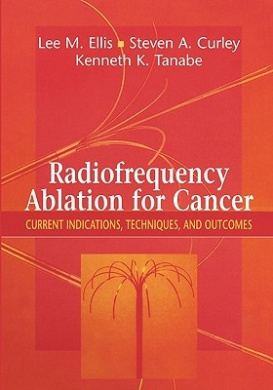 Lee M. Ellis ■ Steven A. Curley
Kenneth K. Tanabe
Radiofrequency
Ablation for Cancer
CURRENT INDICATIONS, TECHNIQUES, AND OUTCOMES